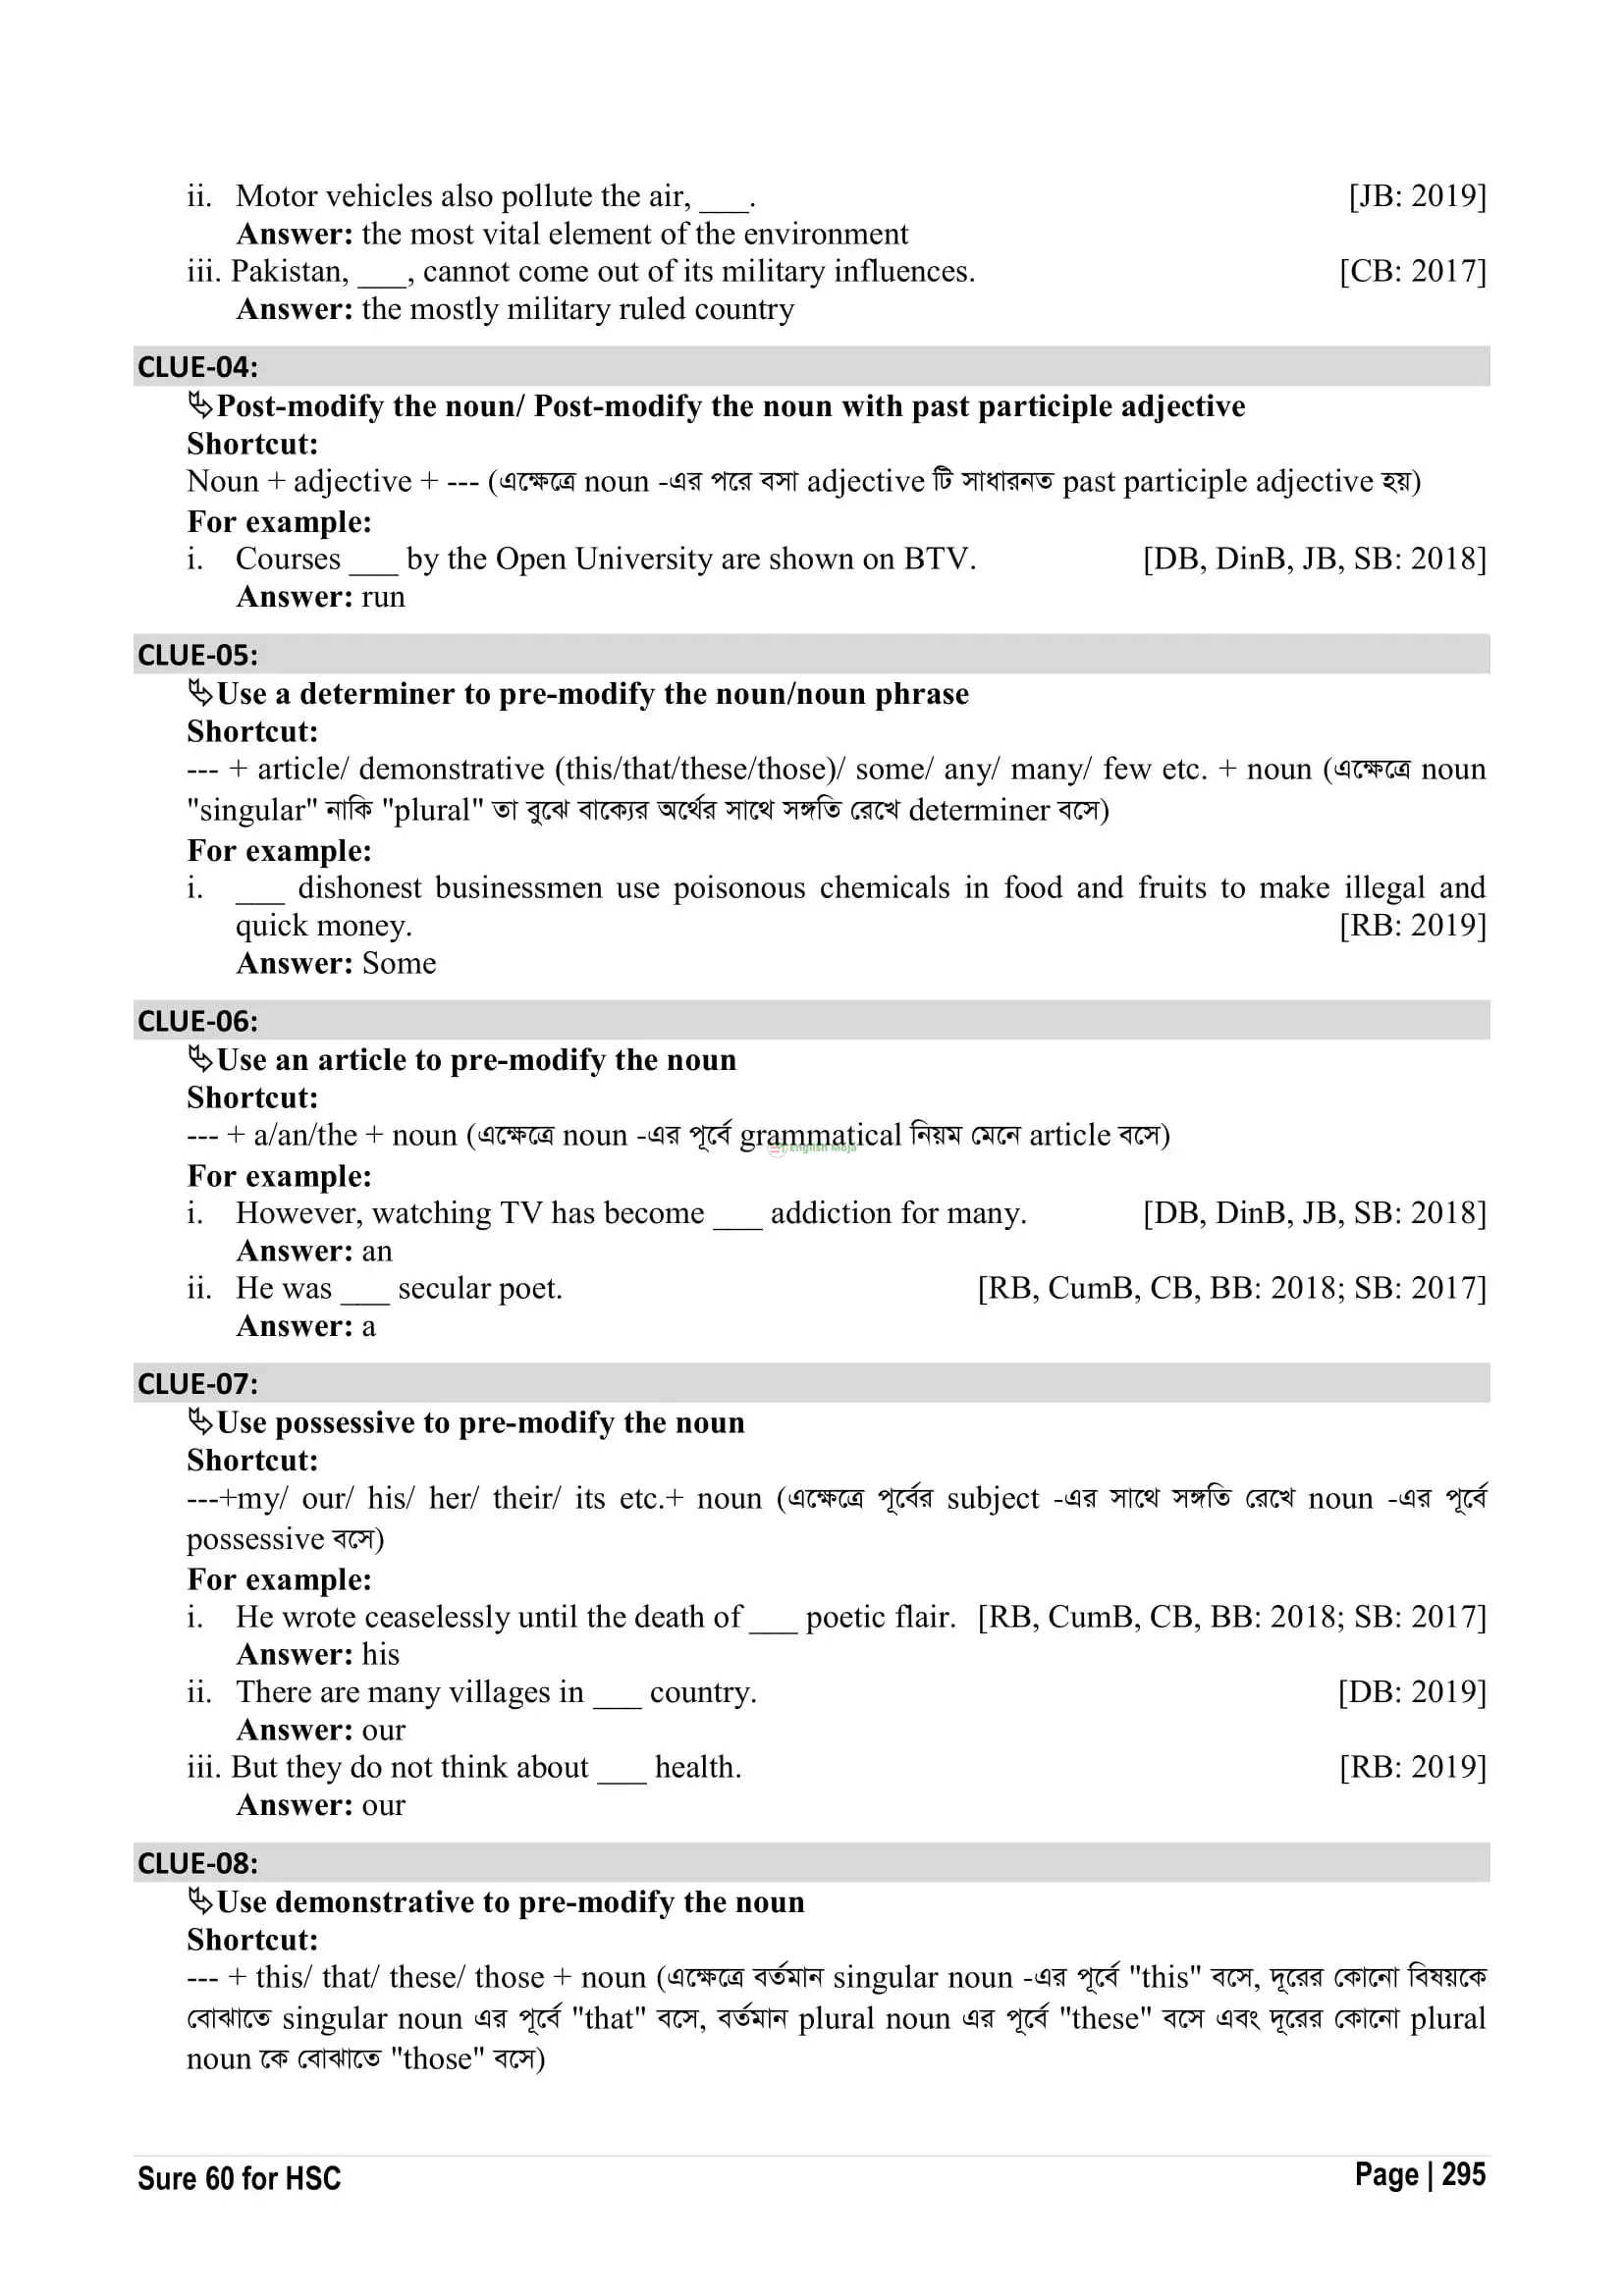 ii. Motor vehicles also pollute the air, ___. [JB: 2019]
Answer: the most vital element of the environment
iii. Pakistan, ___, cannot come out of its military influences. [CB: 2017]
Answer: the mostly military ruled country
CLUE-04:
Post-modify the noun/ Post-modify the noun with past participle adjective
Shortcut:
Noun + adjective + --- (এক্ষেত্রে noun -এর পরে বসা adjective টি সাধারনত past participle adjective হয়)
For example:
i. Courses ___ by the Open University are shown on BTV. [DB, DinB, JB, SB: 2018]
Answer: run
CLUE-05:
Use a determiner to pre-modify the noun/noun phrase
Shortcut:
--- + article/ demonstrative (this/that/these/those)/ some/ any/ many/ few etc. + noun (এক্ষেত্রে noun
"singular" নাকি "plural" তা বুঝে বাক্যের অর্থের সাথে সঙ্গতি রেখে determiner বসে)
For example:
i. ___ dishonest businessmen use poisonous chemicals in food and fruits to make illegal and
quick money. [RB: 2019]
Answer: Some
CLUE-06:
Use an article to pre-modify the noun
Shortcut:
--- + a/an/the + noun (এক্ষেত্রে noun -এর পূর্বে grammatical নিয়ম মেনে article বসে)
English Moja
For example:
i. However, watching TV has become ___ addiction for many. [DB, DinB, JB, SB: 2018]
Answer: an
ii. He was ___ secular poet. [RB, CumB, CB, BB: 2018; SB: 2017]
Answer: a
CLUE-07:
Use possessive to pre-modify the noun
Shortcut:
---+my/ our/ his/ her/ their/ its etc.+ noun (এক্ষেত্রে পূর্বের subject -এর সাথে সঙ্গতি রেখে noun -এর পূর্বে
possessive বসে)
For example:
i. He wrote ceaselessly until the death of ___ poetic flair. [RB, CumB, CB, BB: 2018; SB: 2017]
Answer: his
ii. There are many villages in ___ country. [DB: 2019]
Answer: our
iii. But they do not think about ___ health. [RB: 2019]
Answer: our
CLUE-08:
Use demonstrative to pre-modify the noun
Shortcut:
--- + this/ that/ these/ those + noun (এক্ষেত্রে বর্তমান singular noun -এর পূর্বে "this" বসে, দূরের কোনো বিষয়কে
বোঝাতে singular noun এর পূর্বে "that" বসে, বর্তমান plural noun এর পূর্বে "these" বসে এবং দূরের কোনো plural
noun কে বোঝাতে "those" বসে)
Sure 60 for HSC Page | 295